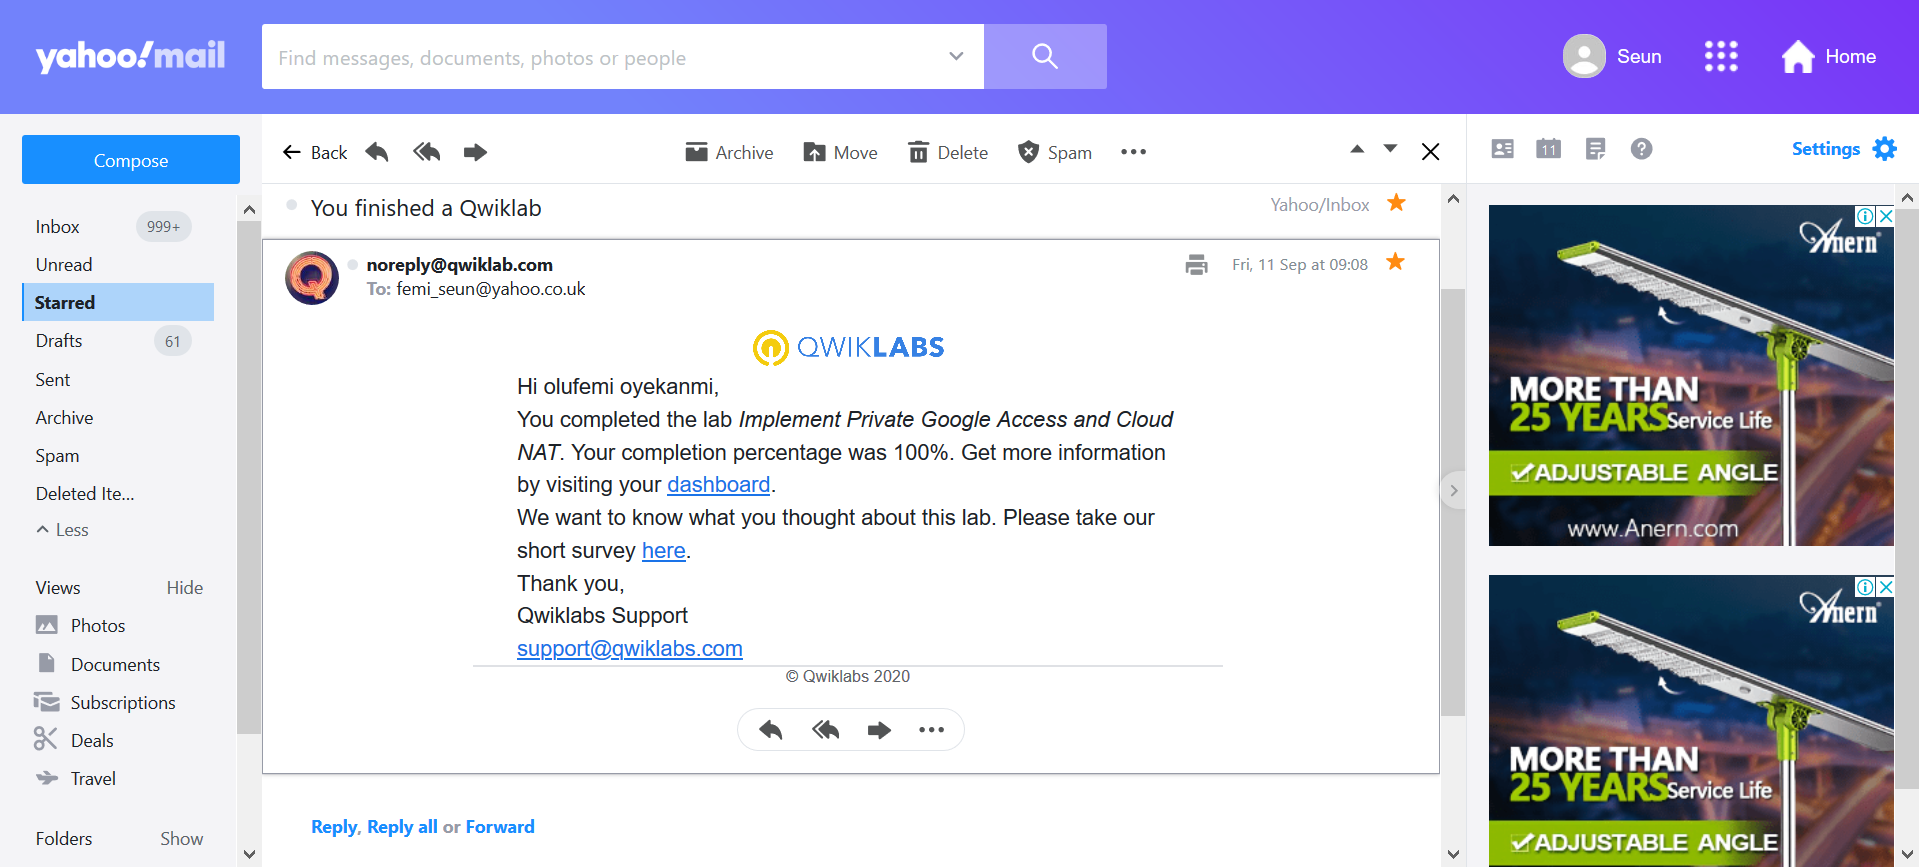 yahoo!mail
Find messages, documents, photos or people
Seun
Home
Compose
Inbox 999+
Unread
Starred
Drafts 61
Sent
Archive
Spam
Deleted Ite...
Less
Views Hide
Photos
Documents
Subscriptions
Deals
Travel
Folders Show
Back
Archive
Move
Delete
Spam
You finished a Qwiklab
Yahoo/Inbox
Q
noreply@qwiklab.com
Fri, 11 Sep at 09:08
To: femi_seun@yahoo.co.uk
QWIKLABS
Hi olufemi oyekanmi,
You completed the lab Implement Private Google Access and Cloud
NAT. Your completion percentage was 100%. Get more information
by visiting your dashboard.
We want to know what you thought about this lab. Please take our
short survey here.
Thank you,
Qwiklabs Support
support@qwiklabs.com
© Qwiklabs 2020
Reply, Reply all or Forward
11
Settings
Anern®
MORE THAN
25 YEARS Service Life
ADJUSTABLE ANGLE
www.Anern.com
Anern®
MORE THAN
25 YEARS Service Life
ADJUSTABLE ANGLE